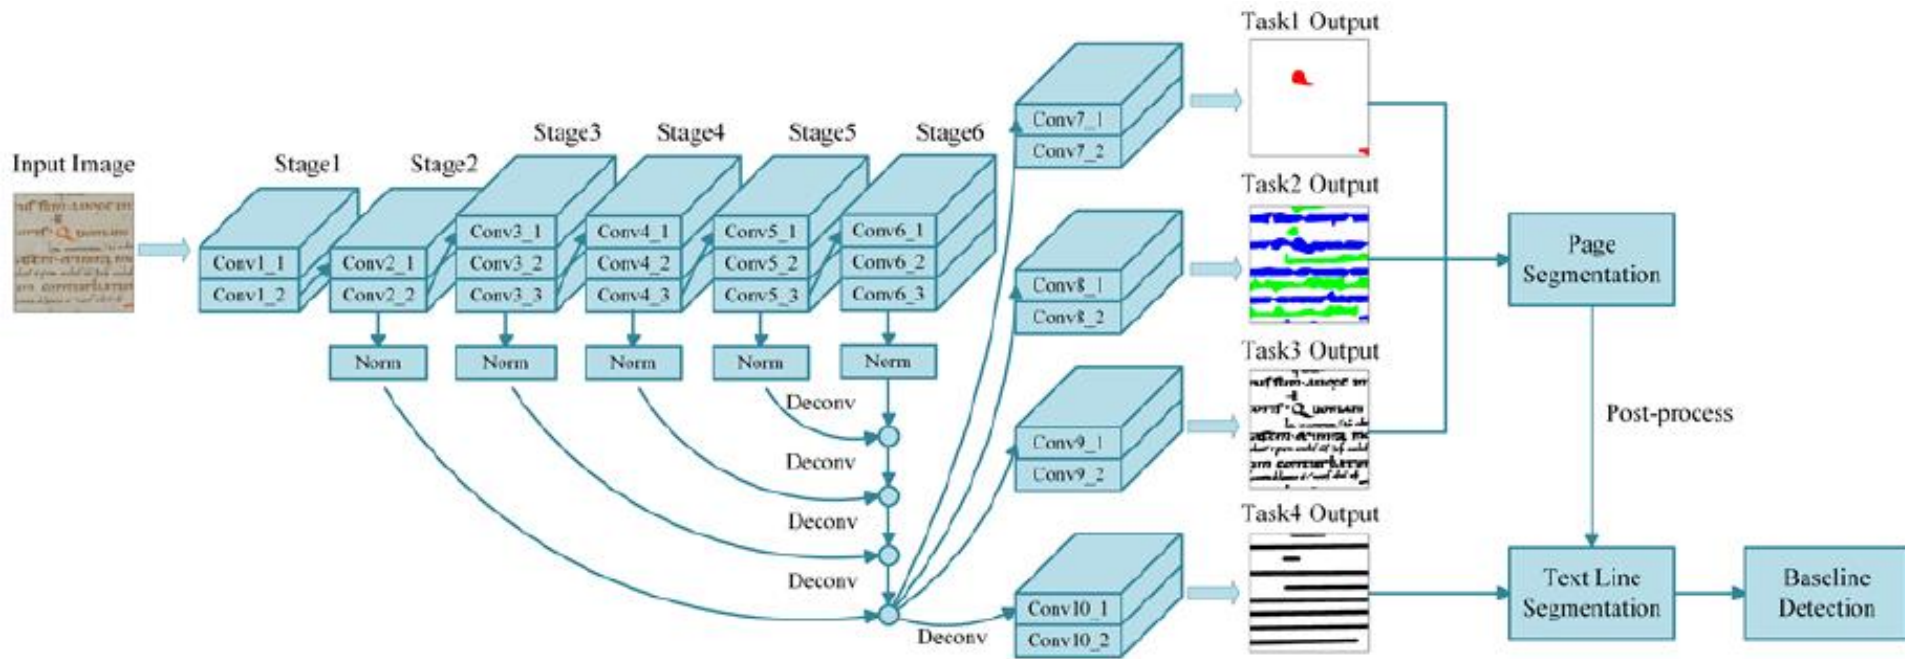 Input Image
Stage1
Stage2
Stage3
Stage4
Stage5
Stage6
Conv1_1
Conv1_2
Conv2_1
Conv2_2
Conv3_1
Conv3_2
Conv3_3
Conv4_1
Conv4_2
Conv4_3
Conv5_1
Conv5_2
Conv5_3
Conv6_1
Conv6_2
Conv6_3
Norm
Norm
Norm
Norm
Norm
Deconv
Deconv
Deconv
Deconv
Deconv
Conv7_1
Conv7_2
Conv8_1
Conv8_2
Conv9_1
Conv9_2
Conv10_1
Conv10_2
Task1 Output
Task2 Output
Task3 Output
Task4 Output
Page
Segmentation
Post-process
Text Line
Segmentation
Baseline
Detection